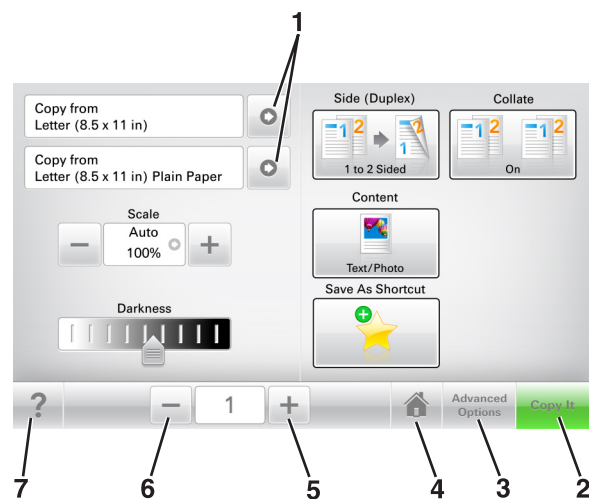 1
Copy from
Letter (8.5 x 11 in)
Copy from
Letter (8.5 x 11 in) Plain Paper
Scale
Auto
100%
Darkness
Side (Duplex)
1 2 1 2
1 to 2 Sided
Collate
1 2 1 2
On
Content
Text/Photo
Save As Shortcut
?
1
Advanced
Options
Copy It
7
6
5
4
3
2